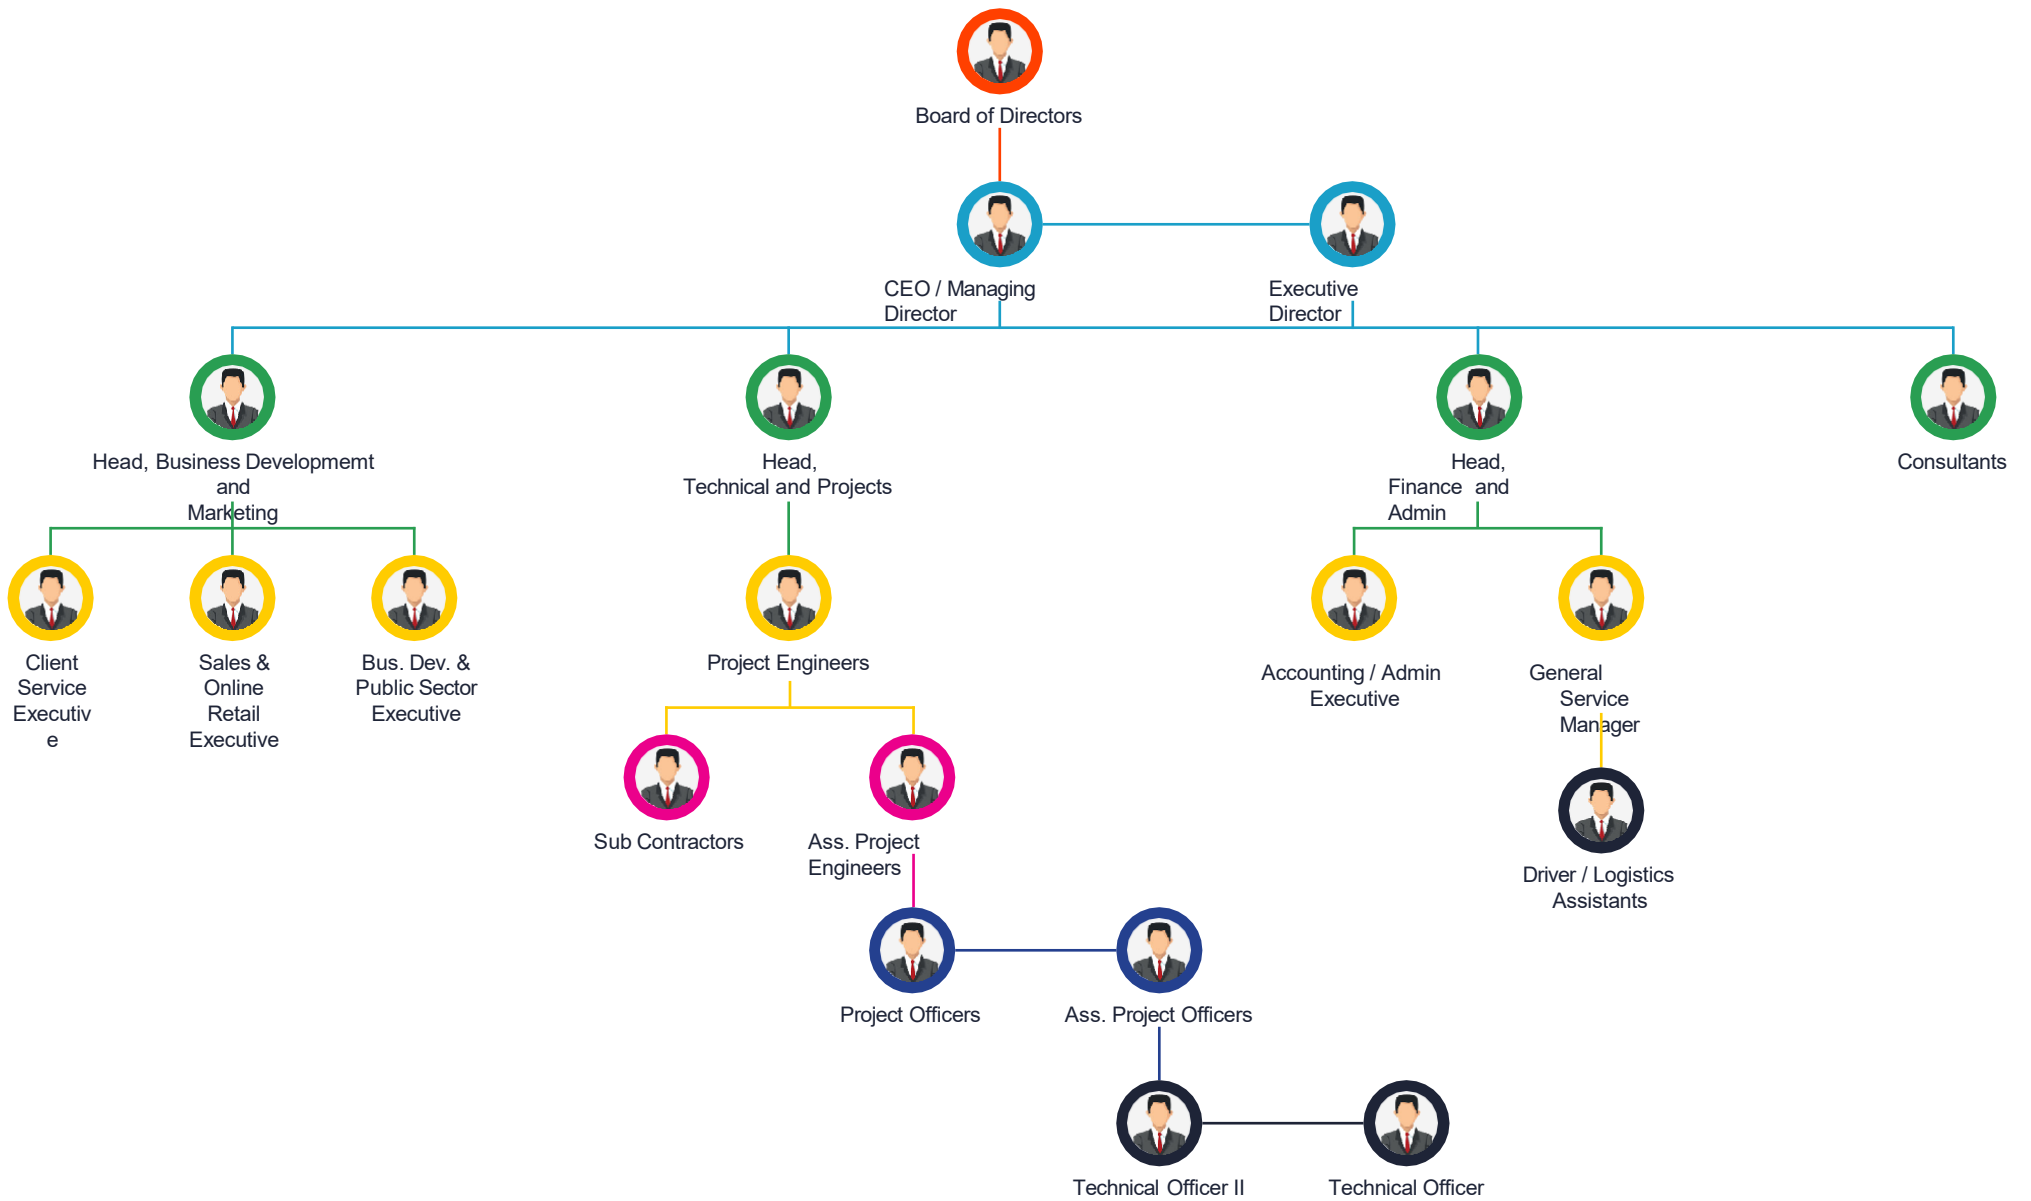 Board of Directors
CEO / Managing
Director
Executive
Director
Head, Business Developmemt
and
Marketing
Head,
Technical and Projects
Head,
Finance and
Admin
Consultants
Client
Service
Executiv
e
Sales &
Online
Retail
Executive
Bus. Dev. &
Public Sector
Executive
Project Engineers
Accounting / Admin
Executive
General
Service
Manager
Sub Contractors
Ass. Project
Engineers
Driver / Logistics
Assistants
Project Officers
Ass. Project Officers
Technical Officer II
Technical Officer